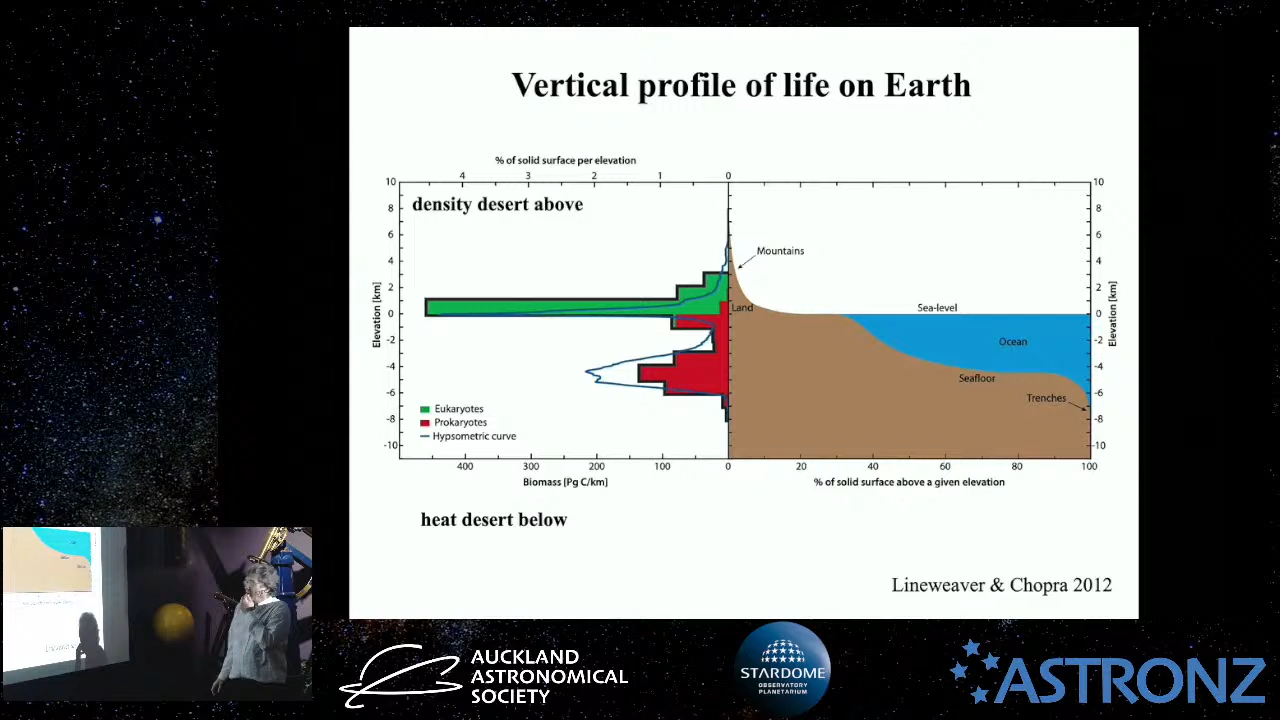 Vertical profile of life on Earth
% of solid surface per elevation
4 3 2 1 0
density desert above
10
8
6
4
2
0
-2
-4
-6
-8
-10
Elevation [km]
Eukaryotes
Prokaryotes
Hypsometric curve
400 300 200 100 0
Biomass [Pg C/km]
Mountains
Land
Sea-level
Ocean
Seafloor
Trenches
10
8
6
4
2
0
-2
-4
-6
-8
-10
Elevation [km]
20 40 60 80 100
% of solid surface above a given elevation
heat desert below
Lineweaver & Chopra 2012
AUCKLAND
ASTRONOMICAL
SOCIETY
STARDOME
OBSERVATORY
PLANETARIUM
ASTRONZ